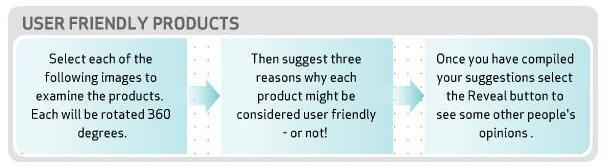 USER FRIENDLY PRODUCTS
Select each of the
following images to
examine the products.
Each will be rotated 360
degrees.
Then suggest three
reasons why each
product might be
considered user friendly
- or not!
Once you have compiled
your suggestions select
the Reveal button to
see some other people's
opinions .